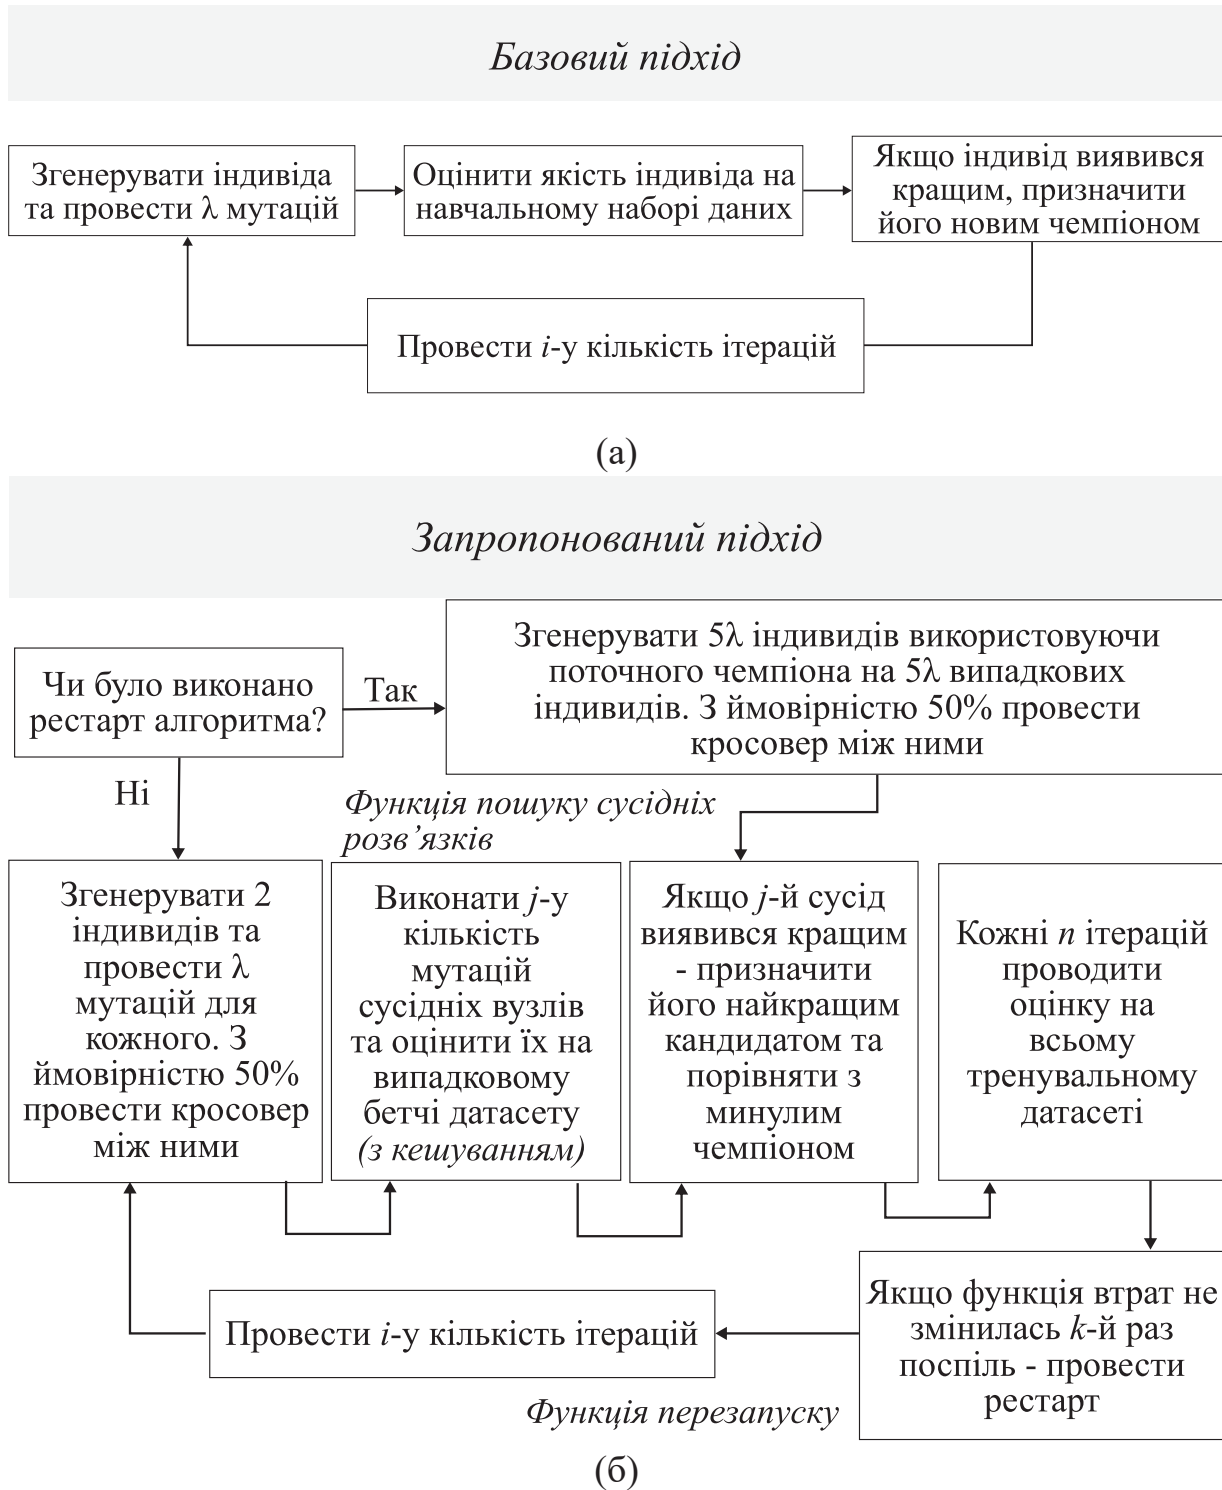 Базовий підхід
Згенерувати індивіда
та провести λ мутацій
Оцінити якість індивіда на
навчальному наборі даних
Якщо індивід виявився
кращим, призначити
його новим чемпіоном
Провести i-у кількість ітерацій
(а)
Запропонований підхід
Чи було виконано
рестарт алгоритма?
Так
Згенерувати 5λ індивидів використовуючи
поточного чемпіона на 5λ випадкових
індивидів. З ймовірністю 50% провести
кросовер між ними
Ні
Функція пошуку сусідніх
розв’язків
Згенерувати 2
індивидів та
провести λ
мутацій для
кожного. З
ймовірністю 50%
провести кросовер
між ними
Виконати j-у
кількість
мутацій
сусідніх вузлів
та оцінити їх на
випадковому
бетчі датасету
(з кешуванням)
Якщо j-й сусід
виявився кращим
- призначити
його найкращим
кандидатом та
порівняти з
минулим
чемпіоном
Кожні n ітерацій
проводити
оцінку на
всьому
тренувальному
датасеті
Якщо функція втрат не
змінилась k-й раз
поспіль - провести
рестарт
Провести i-у кількість ітерацій
Функція перезапуску
(б)